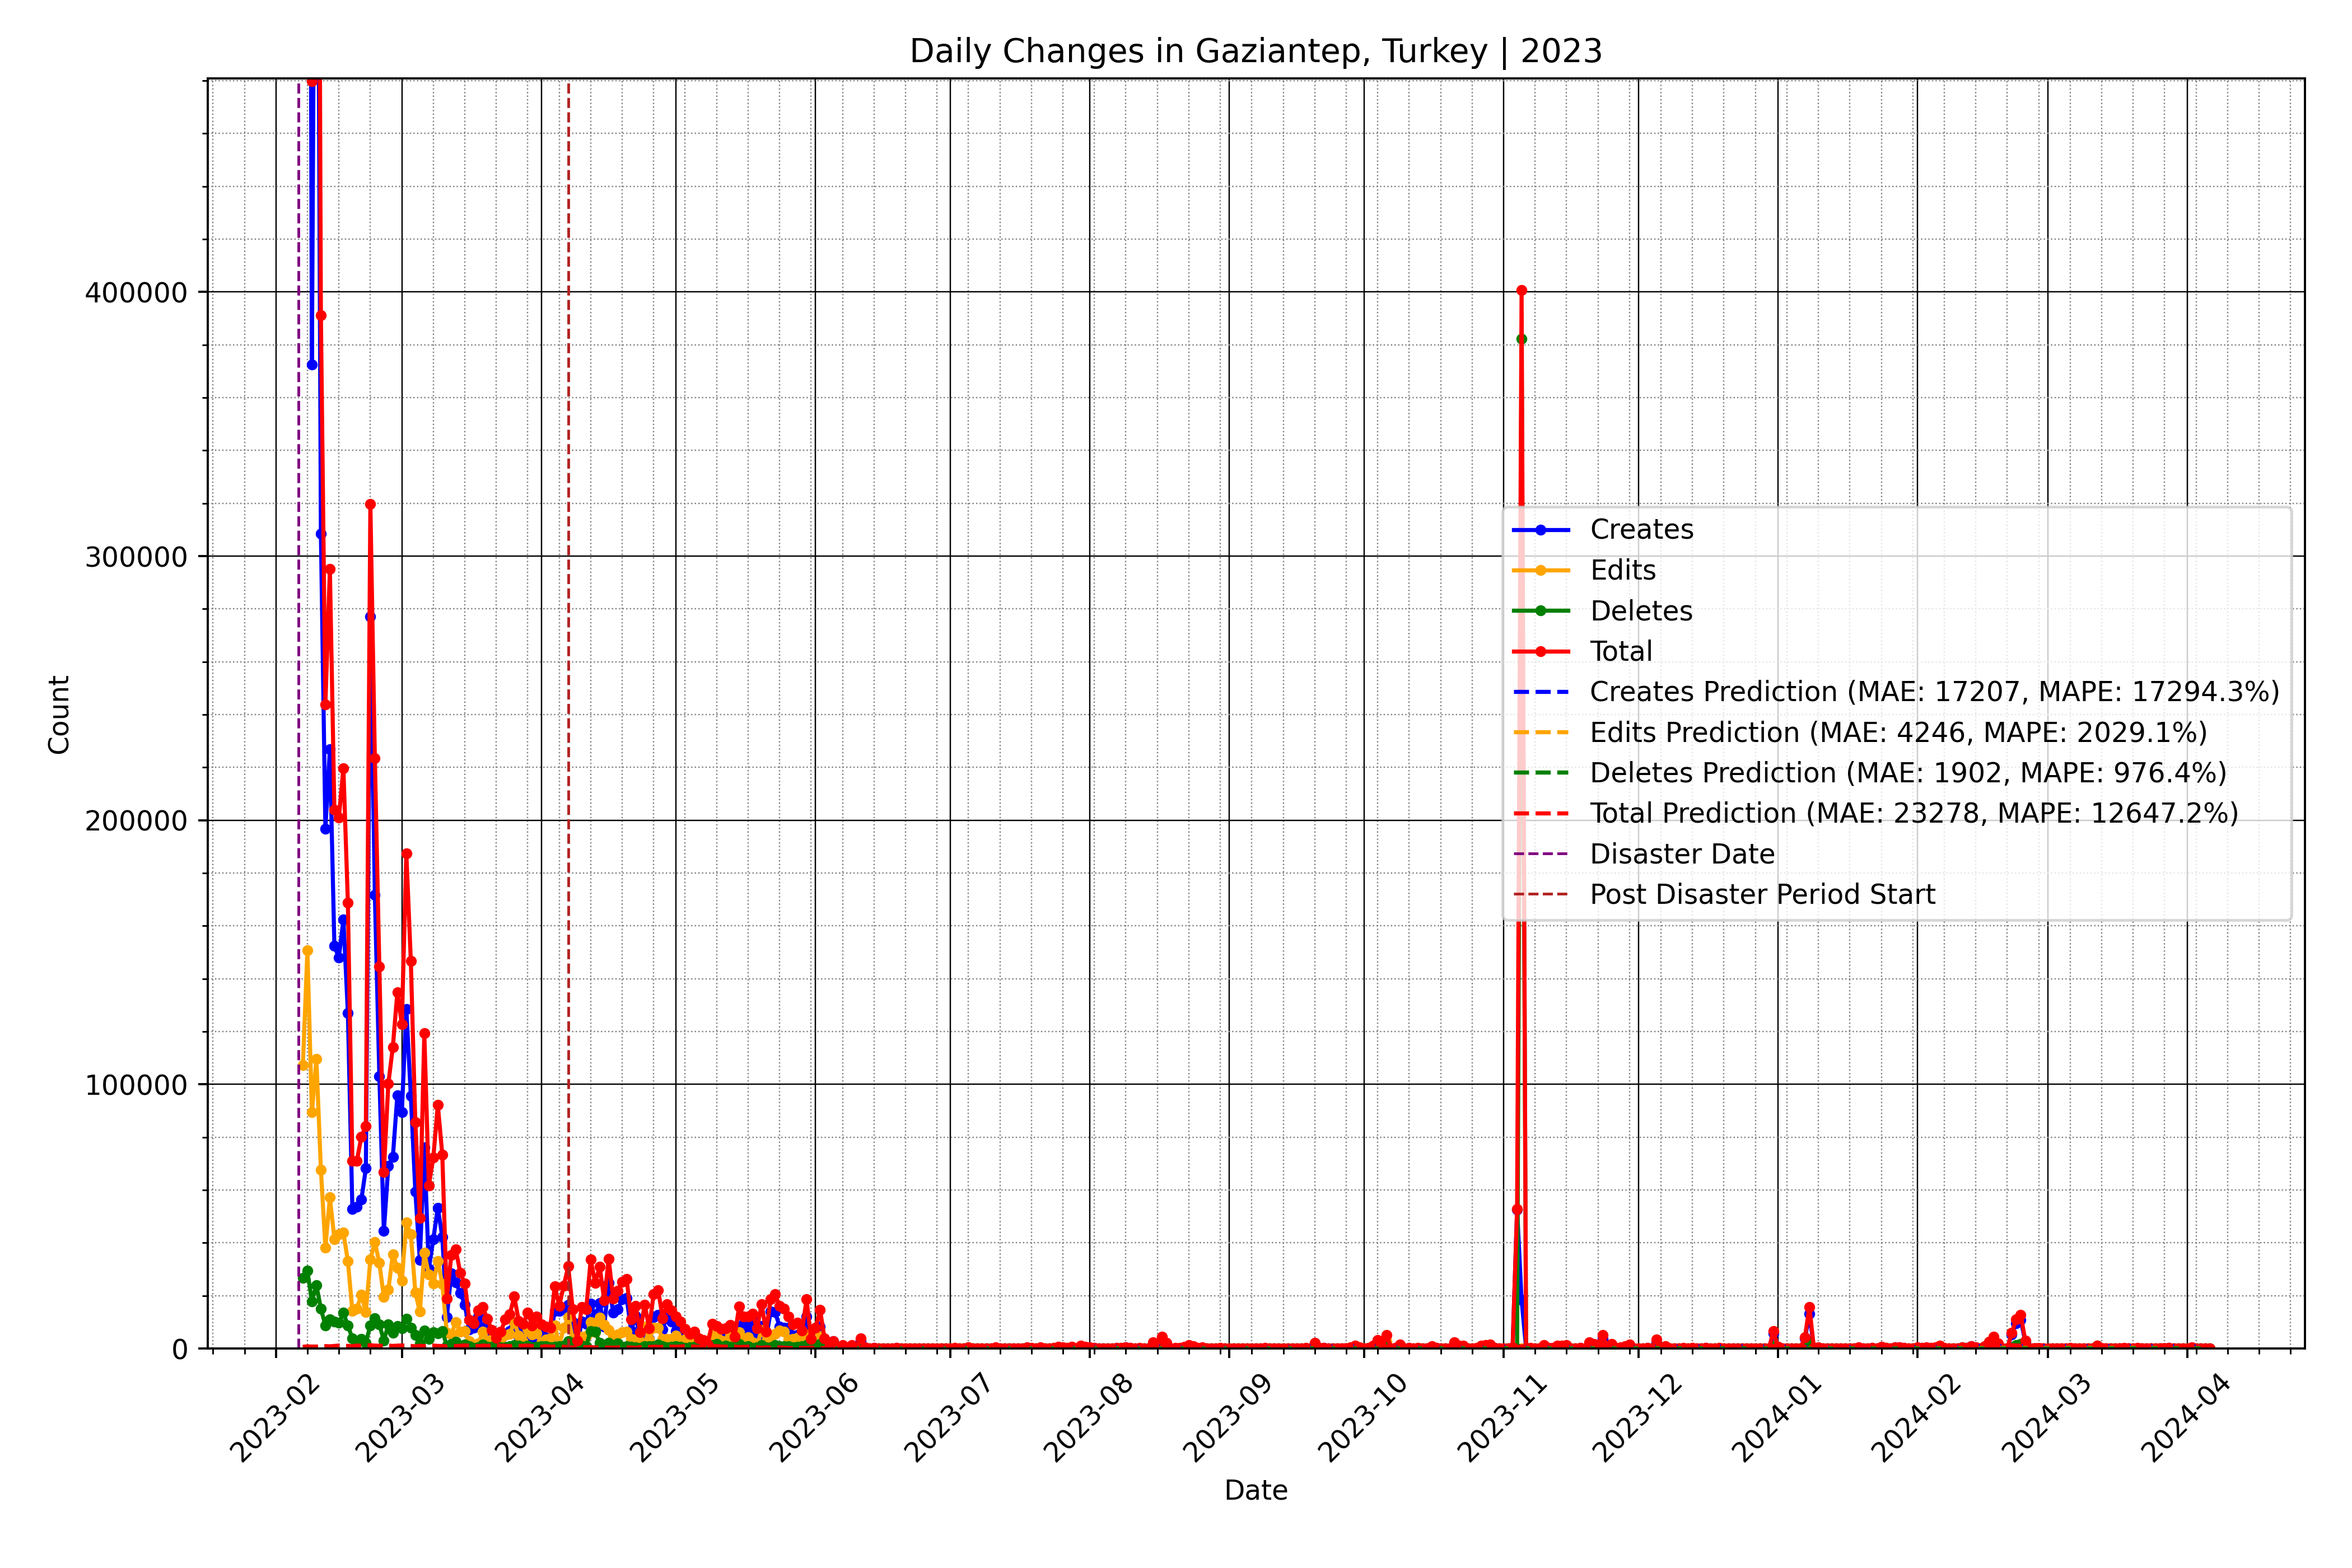 Daily Changes in Gaziantep, Turkey | 2023
Count
400000
300000
200000
100000
0
Creates
Edits
Deletes
Total
Creates Prediction (MAE: 17207, MAPE: 17294.3%)
Edits Prediction (MAE: 4246, MAPE: 2029.1%)
Deletes Prediction (MAE: 1902, MAPE: 976.4%)
Total Prediction (MAE: 23278, MAPE: 12647.2%)
Disaster Date
Post Disaster Period Start
2023-02
2023-03
2023-04
2023-05
2023-06
2023-07
2023-08
2023-09
2023-10
2023-11
2023-12
2024-01
2024-02
2024-03
2024-04
Date